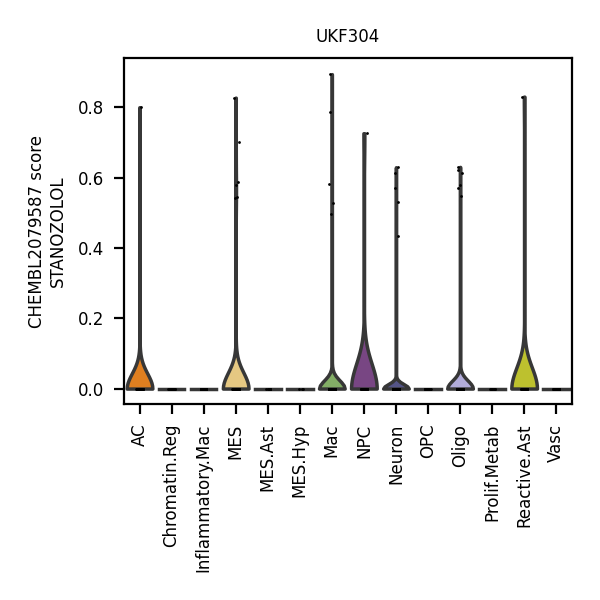 UKF304
CHEMBL2079587 score
STANOZOLOL
0.8
0.6
0.4
0.2
0.0
AC
Chromatin.Reg
Inflammatory.Mac
MES
MES.Ast
MES.Hyp
Mac
NPC
Neuron
OPC
Oligo
Prolif.Metab
Reactive.Ast
Vasc